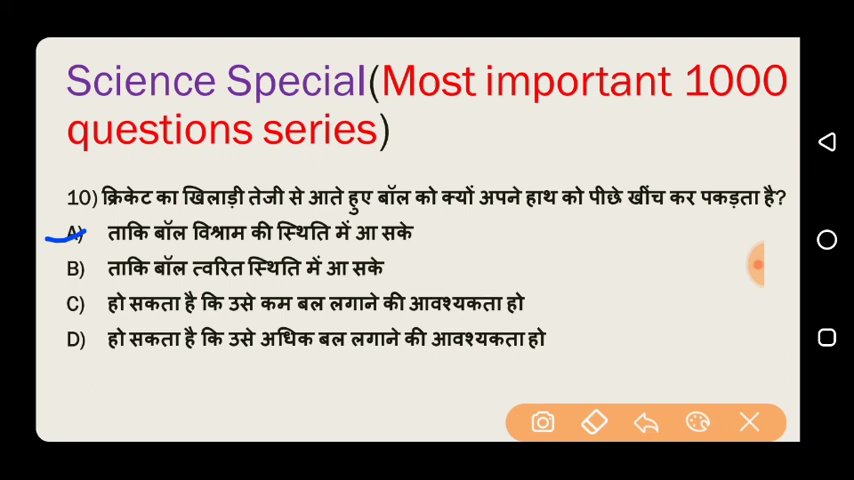 Science Special(Most important 1000
questions series)
10) क्रिकेट का खिलाड़ी तेजी से आते हुए बॉल को क्यों अपने हाथ को पीछे खींच कर पकड़ता है?
A) ताकि बॉल विश्राम की स्थिति में आ सके
B) ताकि बॉल त्वरित स्थिति में आ सके
C) हो सकता है कि उसे कम बल लगाने की आवश्यकता हो
D) हो सकता है कि उसे अधिक बल लगाने की आवश्यकता हो